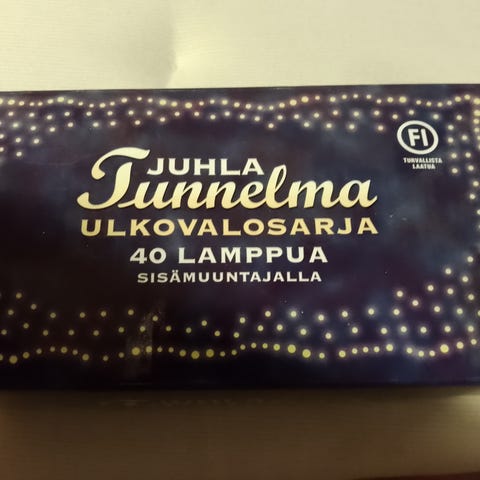 JUHLA
Tunnelma
ULKOVALOSARJA
40 LAMPPUA
SISÄMUUNTAJALLA
FI
TURVALLISTA
LAATUA